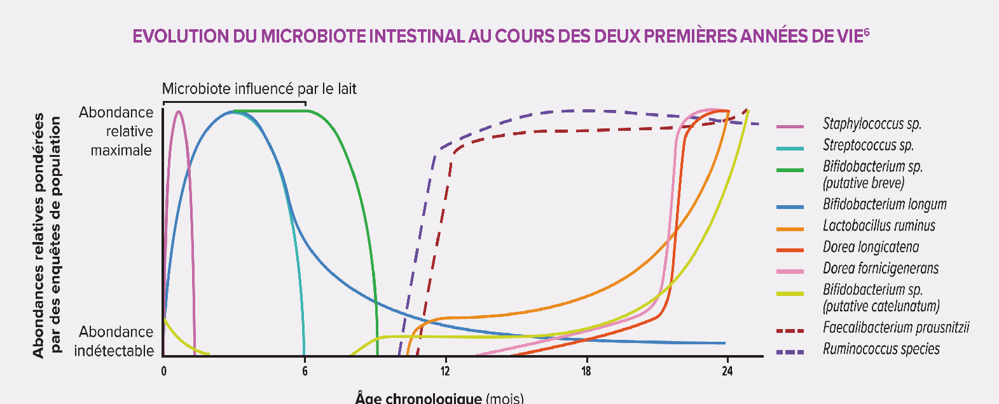 EVOLUTION DU MICROBIOTE INTESTINAL AU COURS DES DEUX PREMIÈRES ANNÉES DE VIE⁶
Microbiote influencé par le lait
Abondances relatives pondérées
par des enquêtes de population
Abondance
relative
maximale
Abondance
indétectable
0
6
12
18
24
Âge chronologique (mois)
Staphylococcus sp.
Streptococcus sp.
Bifidobacterium sp.
(putative breve)
Bifidobacterium longum
Lactobacillus ruminus
Dorea longicatena
Dorea fornicigenerans
Bifidobacterium sp.
(putative catelunatum)
Faecalibacterium prausnitzii
Ruminococcus species